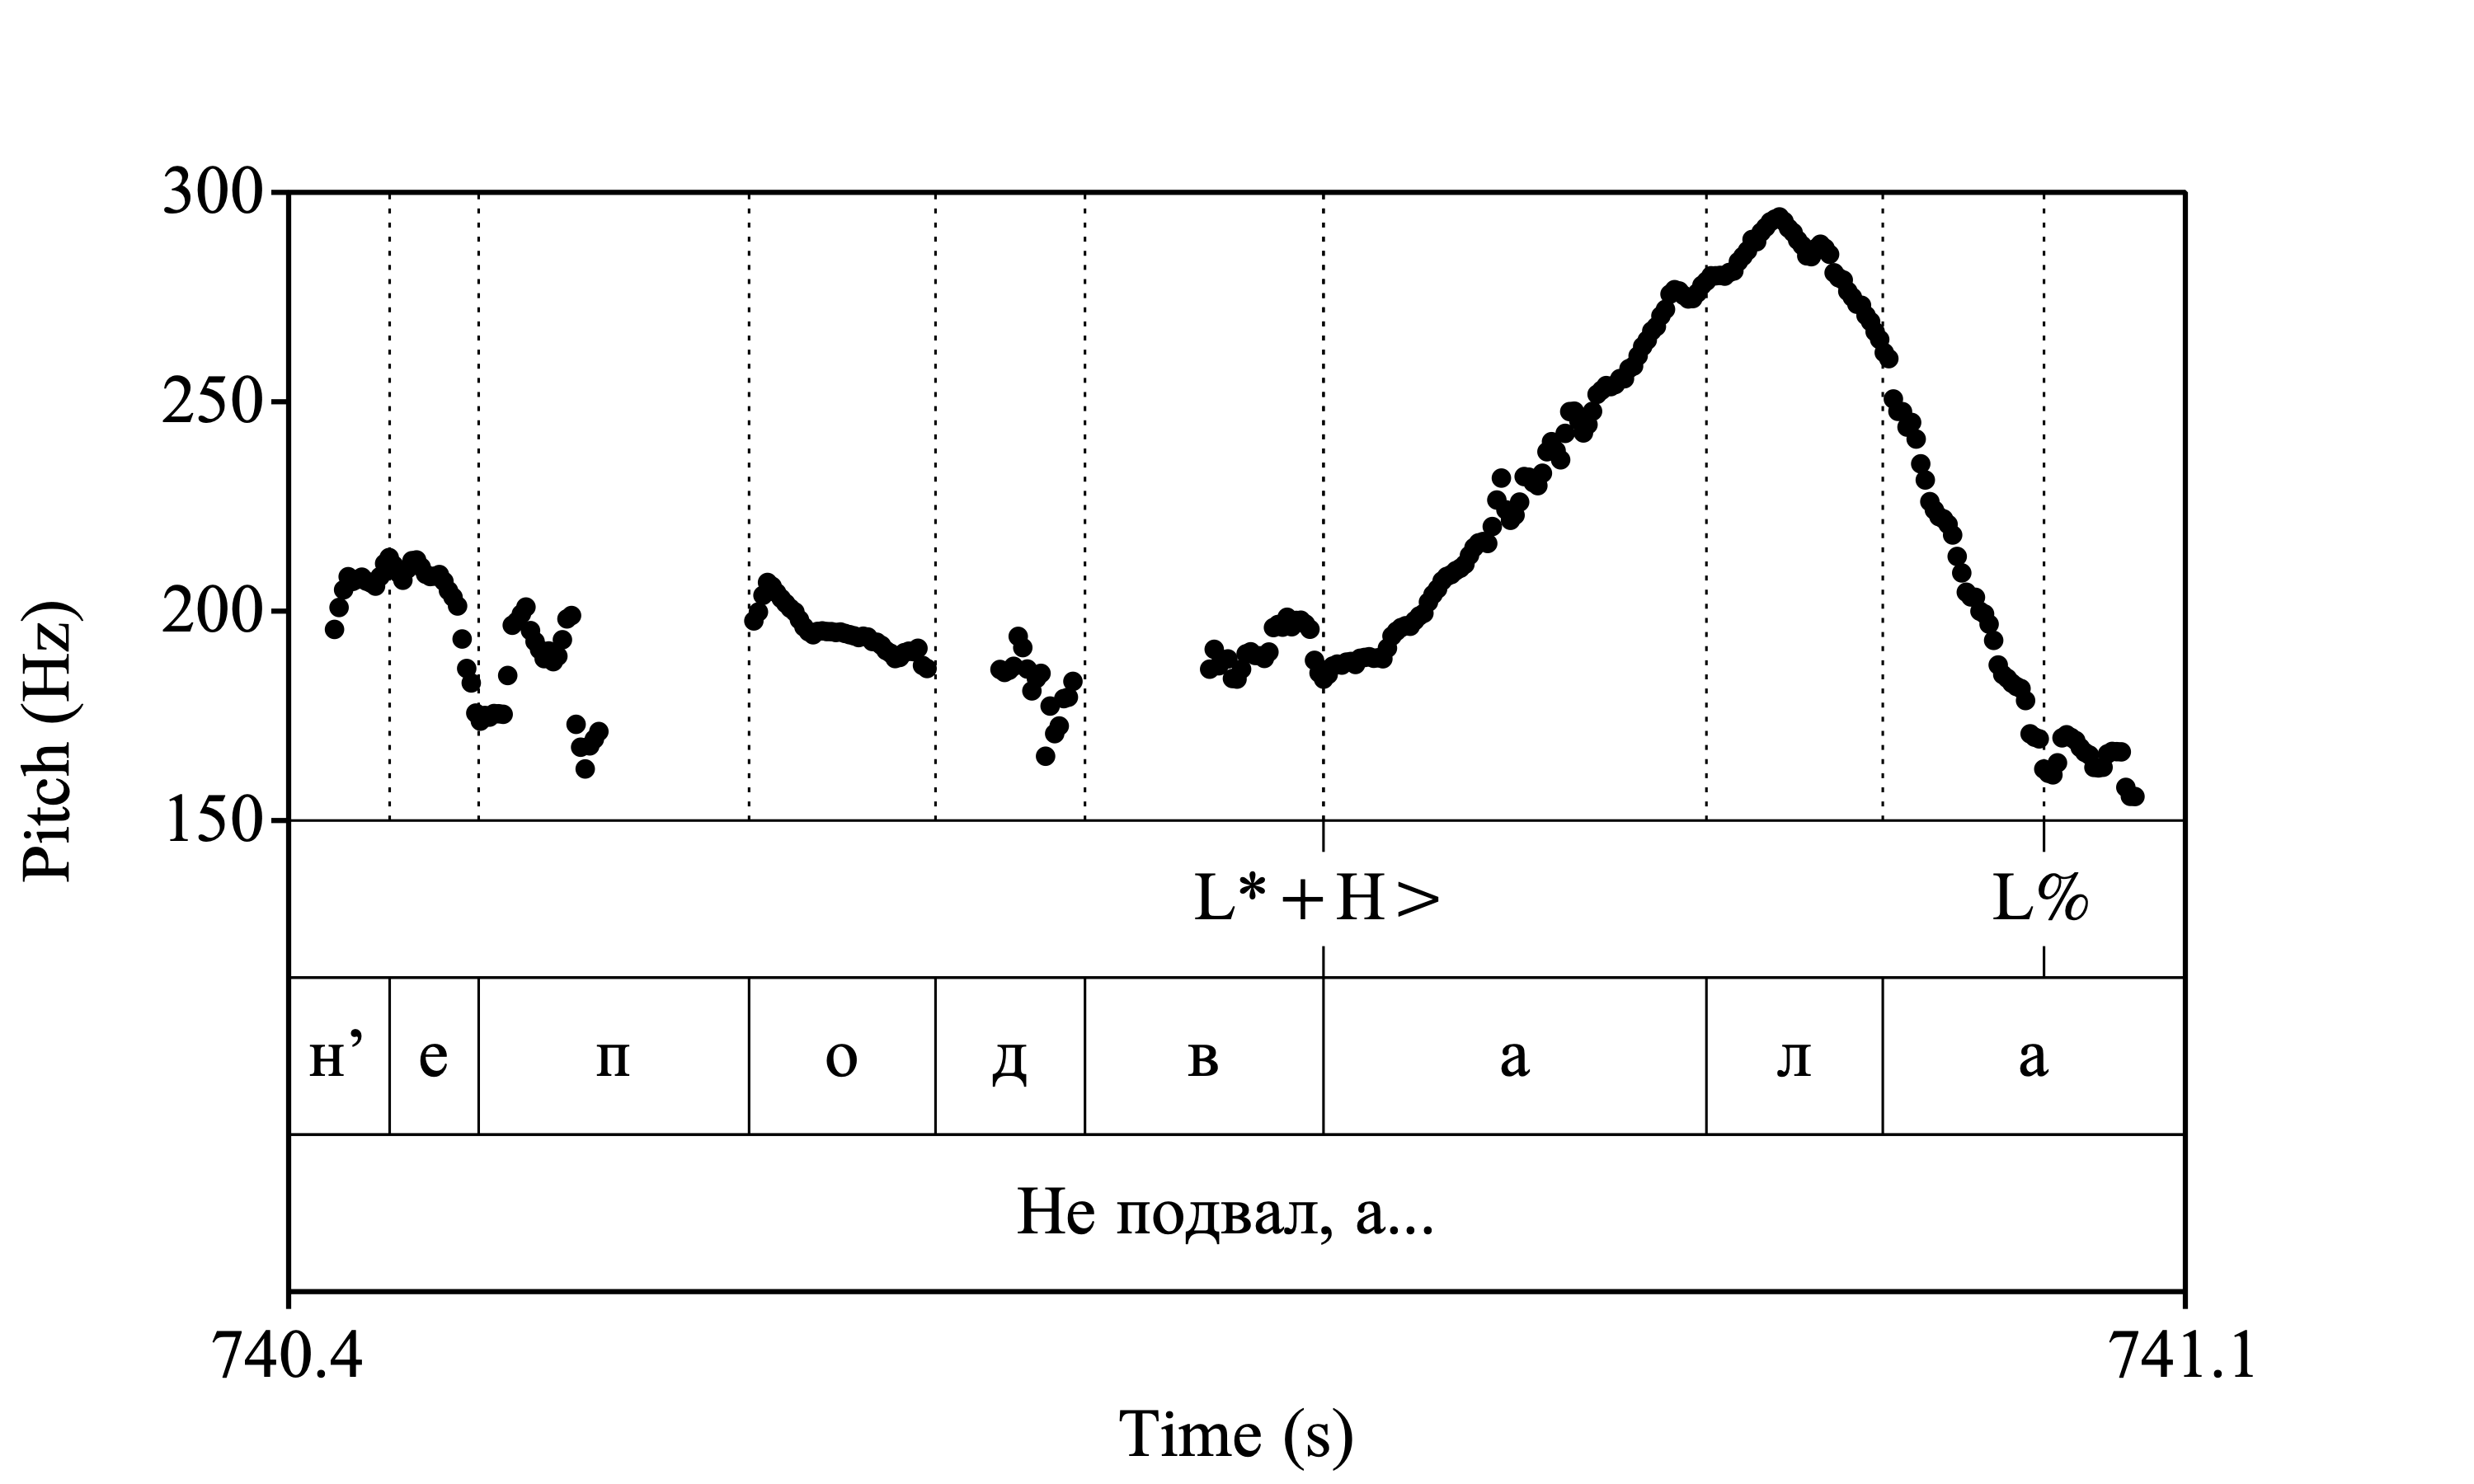 300
250
200
150
Pitch (Hz)
L*+H> L%
н’ е п о д в а л а
Не подвал, а...
740.4 741.1
Time (s)